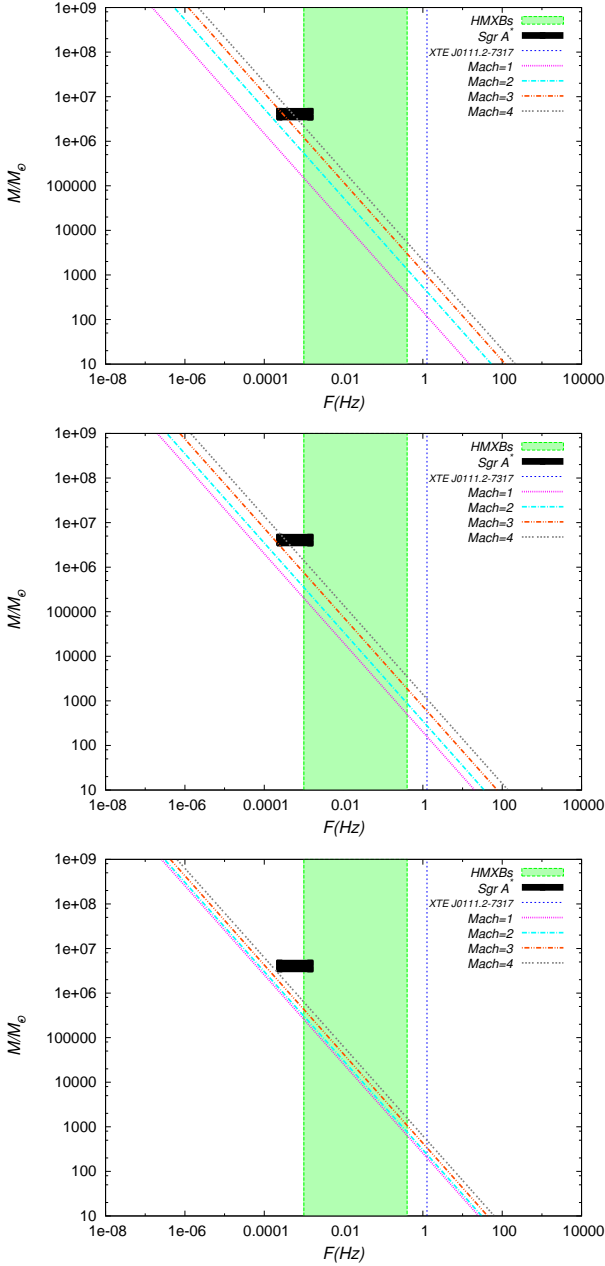 1e+09
1e+08
1e+07
1e+06
100000
10000
1000
100
10
M/M⊙
1e-08 1e-06 0.0001 0.01 1 100 10000
F(Hz)
HMXBs
Sgr A*
XTE J0111.2-7317
Mach=1
Mach=2
Mach=3
Mach=4
1e+09
1e+08
1e+07
1e+06
100000
10000
1000
100
10
M/M⊙
1e-08 1e-06 0.0001 0.01 1 100 10000
F(Hz)
HMXBs
Sgr A*
XTE J0111.2-7317
Mach=1
Mach=2
Mach=3
Mach=4
1e+09
1e+08
1e+07
1e+06
100000
10000
1000
100
10
M/M⊙
1e-08 1e-06 0.0001 0.01 1 100 10000
F(Hz)
HMXBs
Sgr A*
XTE J0111.2-7317
Mach=1
Mach=2
Mach=3
Mach=4